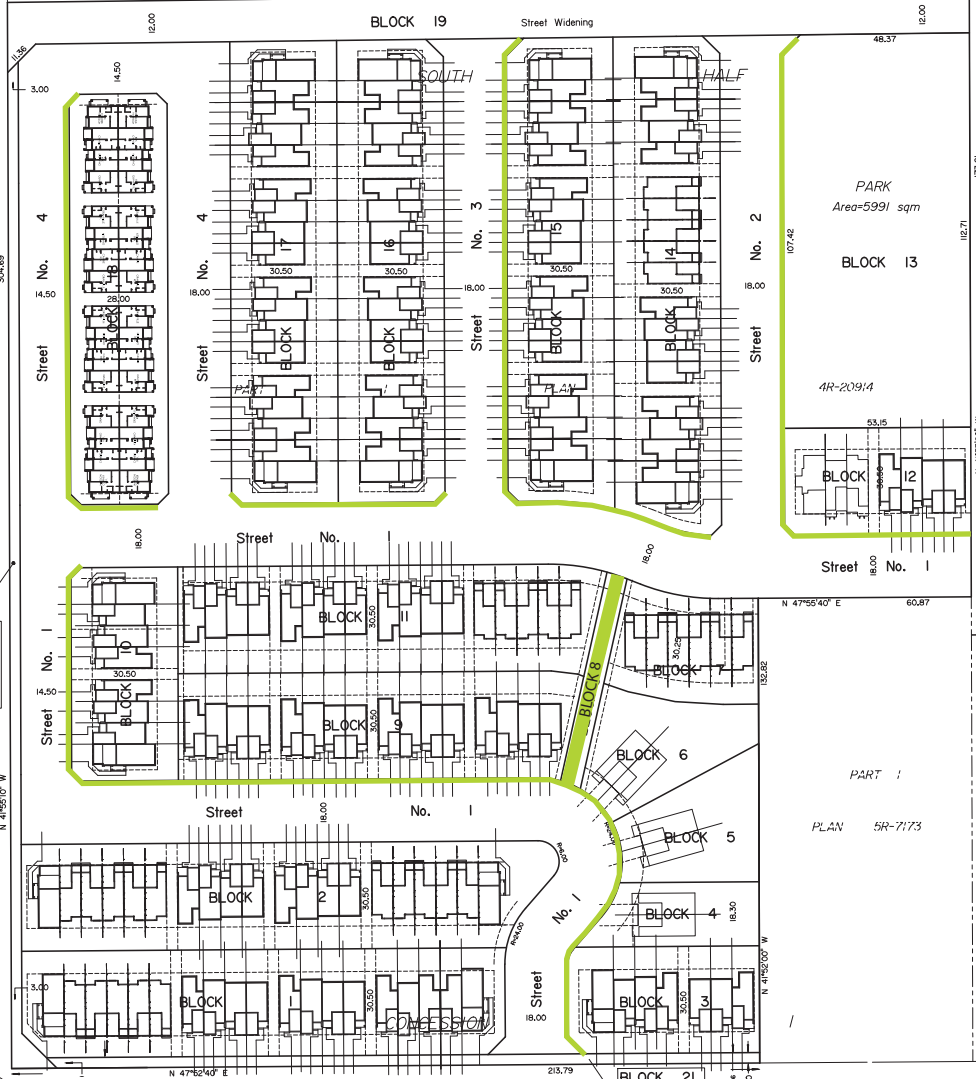 BLOCK 19
Street Widening
12.00
12.00
11.36
48.37
3.00
14.50
SOUTH
HALF
PARK
Area=5991 sqm
BLOCK 13
107.42
112.71
4
Street No. 4
Street No. 3
Street No. 2
14.50
18.00
18.00
18.00
BLOCK 18
28.00
BLOCK 17
30.50
BLOCK 16
30.50
BLOCK 15
30.50
BLOCK 14
30.50
304.69
PART 1
PLAN
4R-20914
53.15
BLOCK 12
30.50
18.00
Street No. 1
18.00
Street No. 1
18.00
N 47°55'40" E
60.87
BLOCK 11
30.50
BLOCK 10
30.50
Street No. 1
14.50
BLOCK 9
30.50
BLOCK 8
BLOCK 7
30.25
132.82
BLOCK 6
BLOCK 5
BLOCK 4
18.30
PART 1
PLAN 5R-7173
N 41°55'10" W
Street No. 1
18.00
R=6.00
BLOCK 2
30.50
R=24.00
Street No. 1
18.00
N 41°52'00" W
3.00
BLOCK 1
30.50
CONCESSION
BLOCK 3
30.50
1
N 47°52'40" E
213.79
BLOCK 21